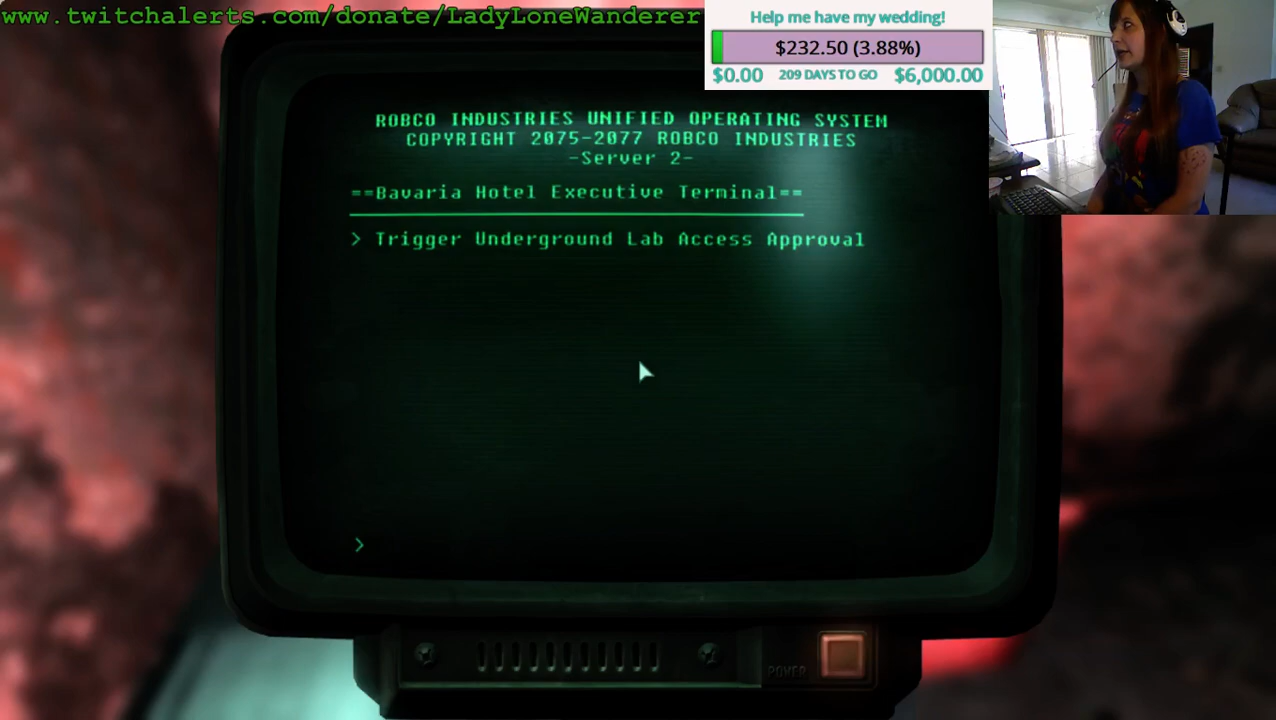 www.twitchalerts.com/donate/LadyLoneWanderer
Help me have my wedding!
$232.50 (3.88%)
$0.00 209 DAYS TO GO $6,000.00
ROBCO INDUSTRIES UNIFIED OPERATING SYSTEM
COPYRIGHT 2075-2077 ROBCO INDUSTRIES
-Server 2-
==Bavaria Hotel Executive Terminal==
> Trigger Underground Lab Access Approval
>
POWER